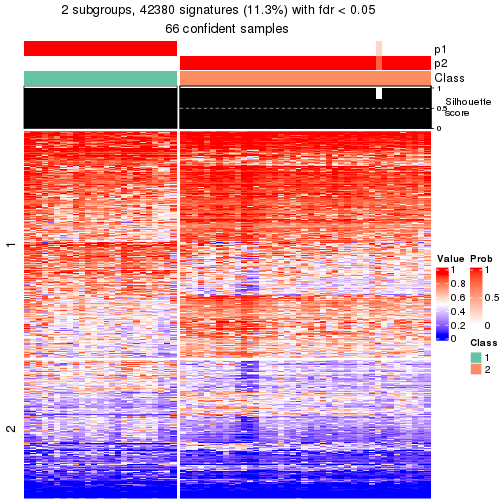 2 subgroups, 42380 signatures (11.3%) with fdr < 0.05
66 confident samples
p1
p2
Class
1
0.5
0
Silhouette
score
1
2
Value
1
0.8
0.6
0.4
0.2
0
Prob
1
0.5
0
Class
1
2